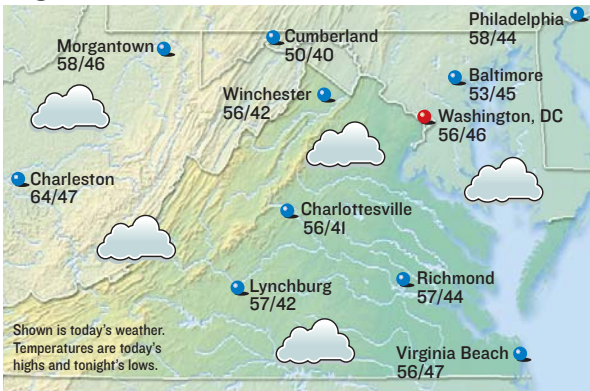 Philadelphia
58/44
Morgantown
58/46
Cumberland
50/40
Baltimore
53/45
Winchester
56/42
Washington, DC
56/46
Charleston
64/47
Charlottesville
56/41
Lynchburg
57/42
Richmond
57/44
Shown is today's weather.
Temperatures are today's
highs and tonight's lows.
Virginia Beach
56/47